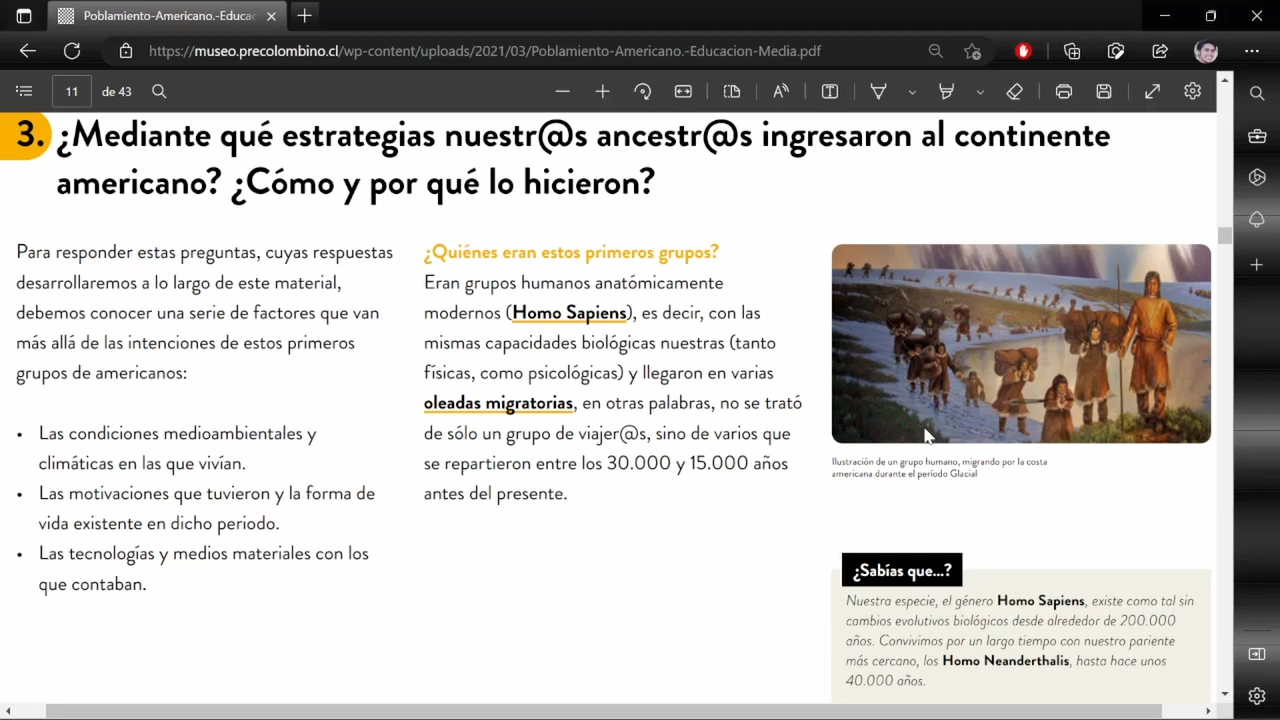 Poblamiento-Americano.-Educac
https://museo.precolombino.cl/wp-content/uploads/2021/03/Poblamiento-Americano.-Educacion-Media.pdf
11 de 43
3. ¿Mediante qué estrategias nuestr@s ancestr@s ingresaron al continente
americano? ¿Cómo y por qué lo hicieron?
Para responder estas preguntas, cuyas respuestas
desarrollaremos a lo largo de este material,
debemos conocer una serie de factores que van
más allá de las intenciones de estos primeros
grupos de americanos:
• Las condiciones medioambientales y
climáticas en las que vivían.
• Las motivaciones que tuvieron y la forma de
vida existente en dicho periodo.
• Las tecnologías y medios materiales con los
que contaban.
¿Quiénes eran estos primeros grupos?
Eran grupos humanos anatómicamente
modernos (Homo Sapiens), es decir, con las
mismas capacidades biológicas nuestras (tanto
físicas, como psicológicas) y llegaron en varias
oleadas migratorias, en otras palabras, no se trató
de sólo un grupo de viajer@s, sino de varios que
se repartieron entre los 30.000 y 15.000 años
antes del presente.
Ilustración de un grupo humano, migrando por la costa
americana durante el período Glacial
¿Sabías que...?
Nuestra especie, el género Homo Sapiens, existe como tal sin
cambios evolutivos biológicos desde alrededor de 200.000
años. Convivimos por un largo tiempo con nuestro pariente
más cercano, los Homo Neanderthalis, hasta hace unos
40.000 años.